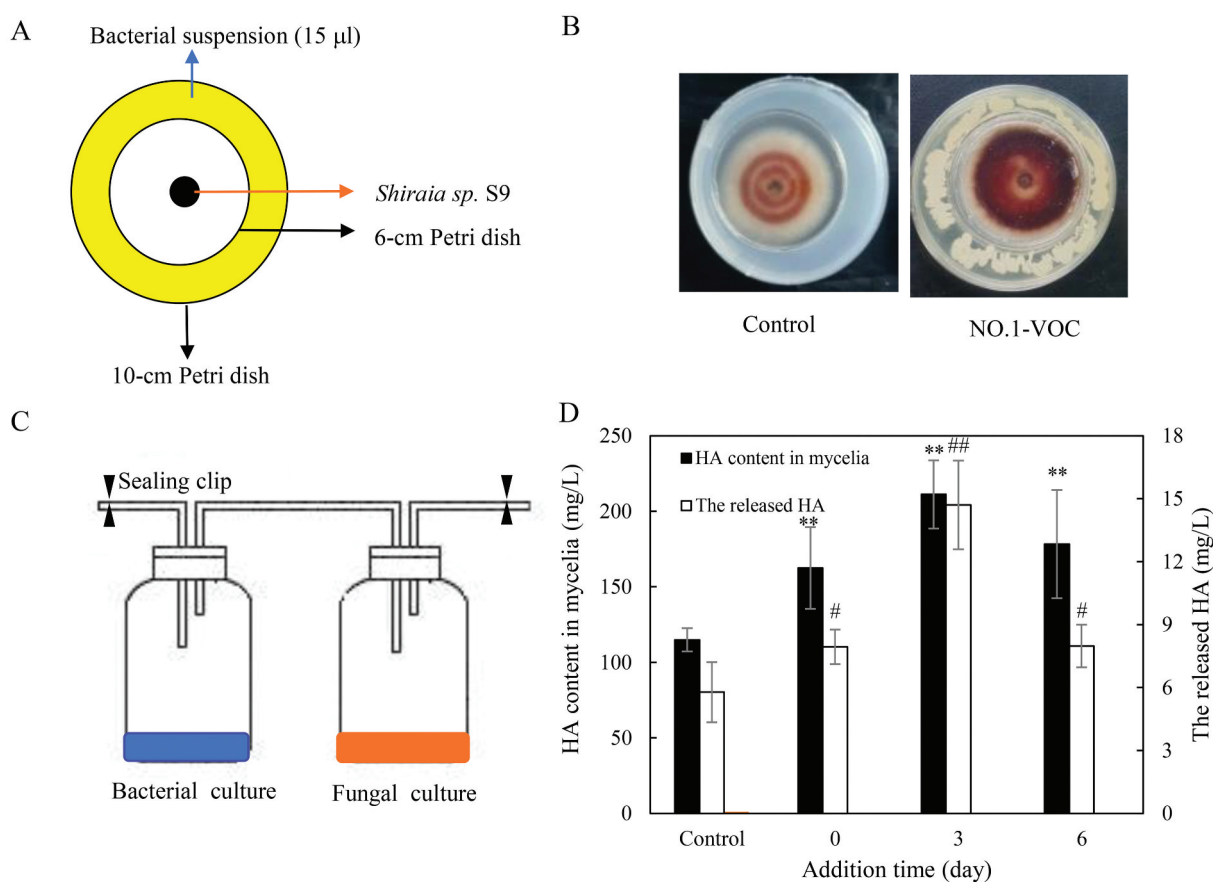 A
Bacterial suspension (15 μl)
Shiraia sp. S9
6-cm Petri dish
10-cm Petri dish
B
Control
NO.1-VOC
C
Sealing clip
Bacterial culture
Fungal culture
D
HA content in mycelia (mg/L)
250
200
150
100
50
0
HA content in mycelia
The released HA
**
#
**
##
**
#
18
15
12
9
6
3
0
The released HA (mg/L)
Control
0
3
6
Addition time (day)